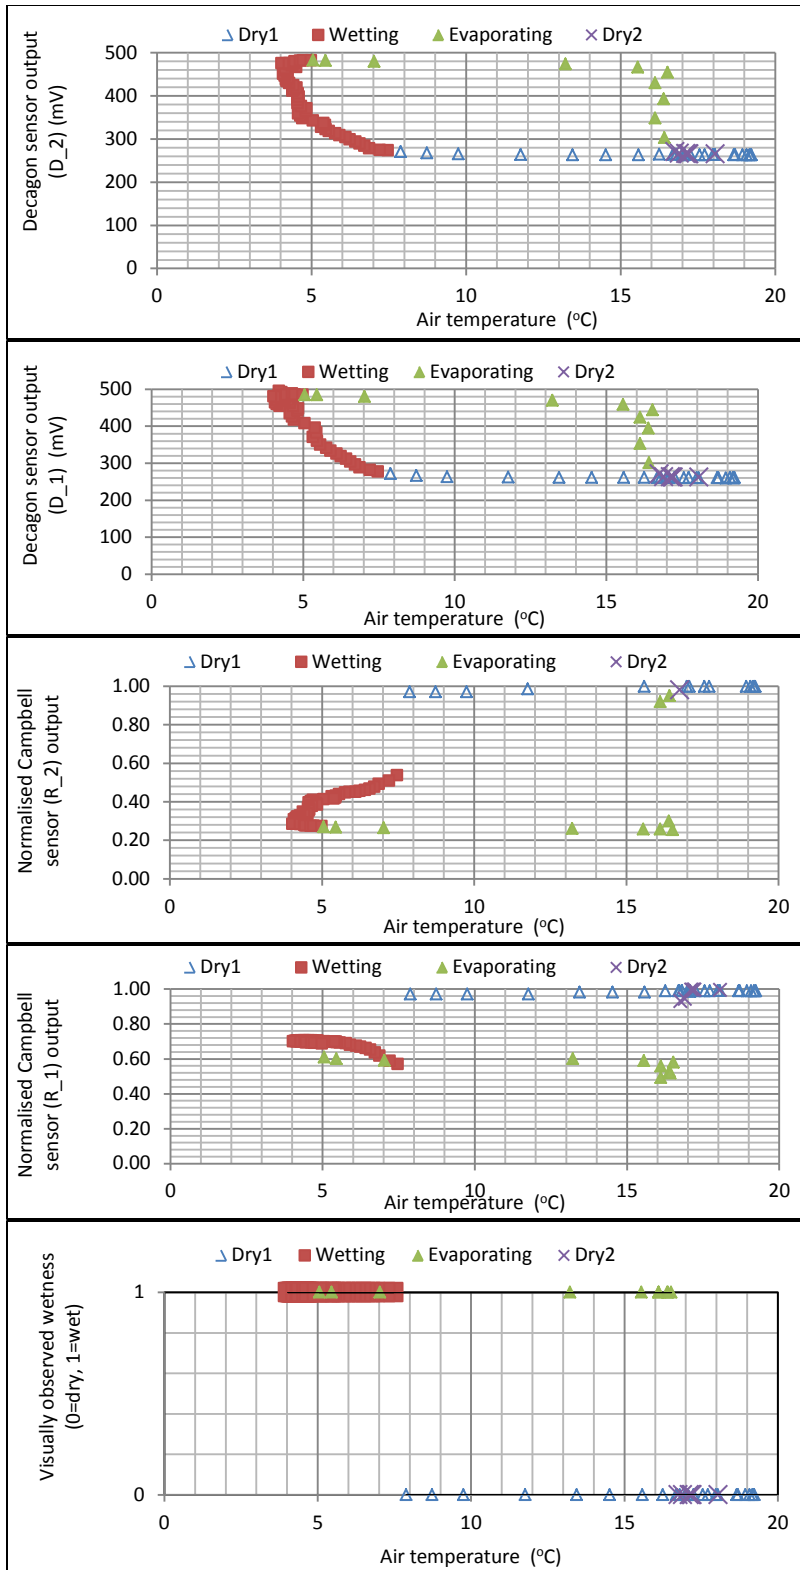 Dry1 Wetting Evaporating Dry2
Decagon sensor output
(D_2) (mV)
500
400
300
200
100
0
0 5 10 15 20
Air temperature (oC)
Dry1 Wetting Evaporating Dry2
Decagon sensor output
(D_1) (mV)
500
400
300
200
100
0
0 5 10 15 20
Air temperature (oC)
Dry1 Wetting Evaporating Dry2
Normalised Campbell
sensor (R_2) output
1.00
0.80
0.60
0.40
0.20
0.00
0 5 10 15 20
Air temperature (oC)
Dry1 Wetting Evaporating Dry2
Normalised Campbell
sensor (R_1) output
1.00
0.80
0.60
0.40
0.20
0.00
0 5 10 15 20
Air temperature (oC)
Dry1 Wetting Evaporating Dry2
Visually observed wetness
(0=dry, 1=wet)
1
0
0 5 10 15 20
Air temperature (oC)